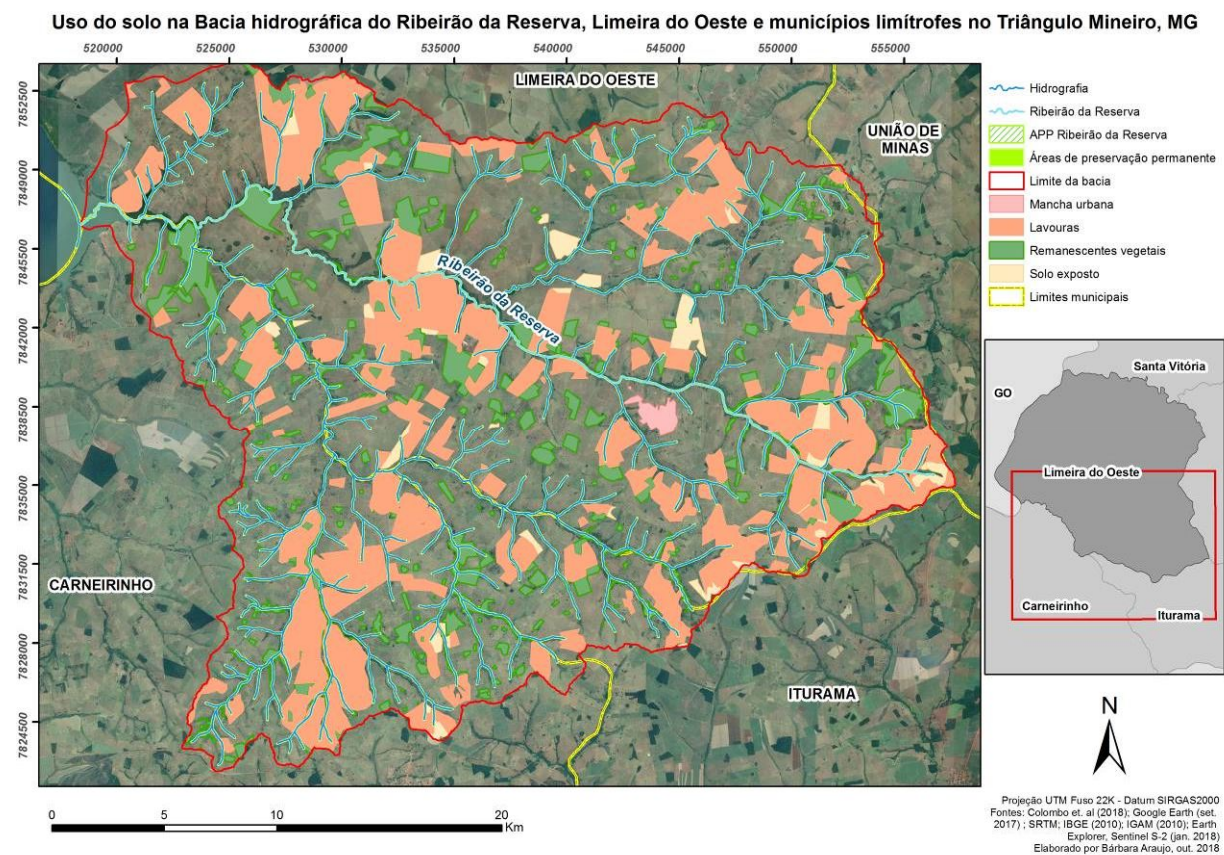 Uso do solo na Bacia hidrográfica do Ribeirão da Reserva, Limeira do Oeste e municípios limítrofes no Triângulo Mineiro, MG
520000 525000 530000 535000 540000 545000 550000 555000
7852500
7849000
7845500
7842000
7838500
7835000
7831500
7828000
7824500
LIMEIRA DO OESTE
UNIÃO DE
MINAS
Ribeirão da Reserva
CARNEIRINHO
ITURAMA
Hidrografia
Ribeirão da Reserva
APP Ribeirão da Reserva
Áreas de preservação permanente
Limite da bacia
Mancha urbana
Lavouras
Remanescentes vegetais
Solo exposto
Limites municipais
Santa Vitória
GO
Limeira do Oeste
Carneirinho
Iturama
N
0 5 10 20
Km
Projeção UTM Fuso 22K - Datum SIRGAS2000
Fontes: Colombo et. al (2018); Google Earth (set.
2017) ; SRTM; IBGE (2010); IGAM (2010); Earth
Explorer, Sentinel S-2 (jan. 2018)
Elaborado por Bárbara Araujo, out. 2018